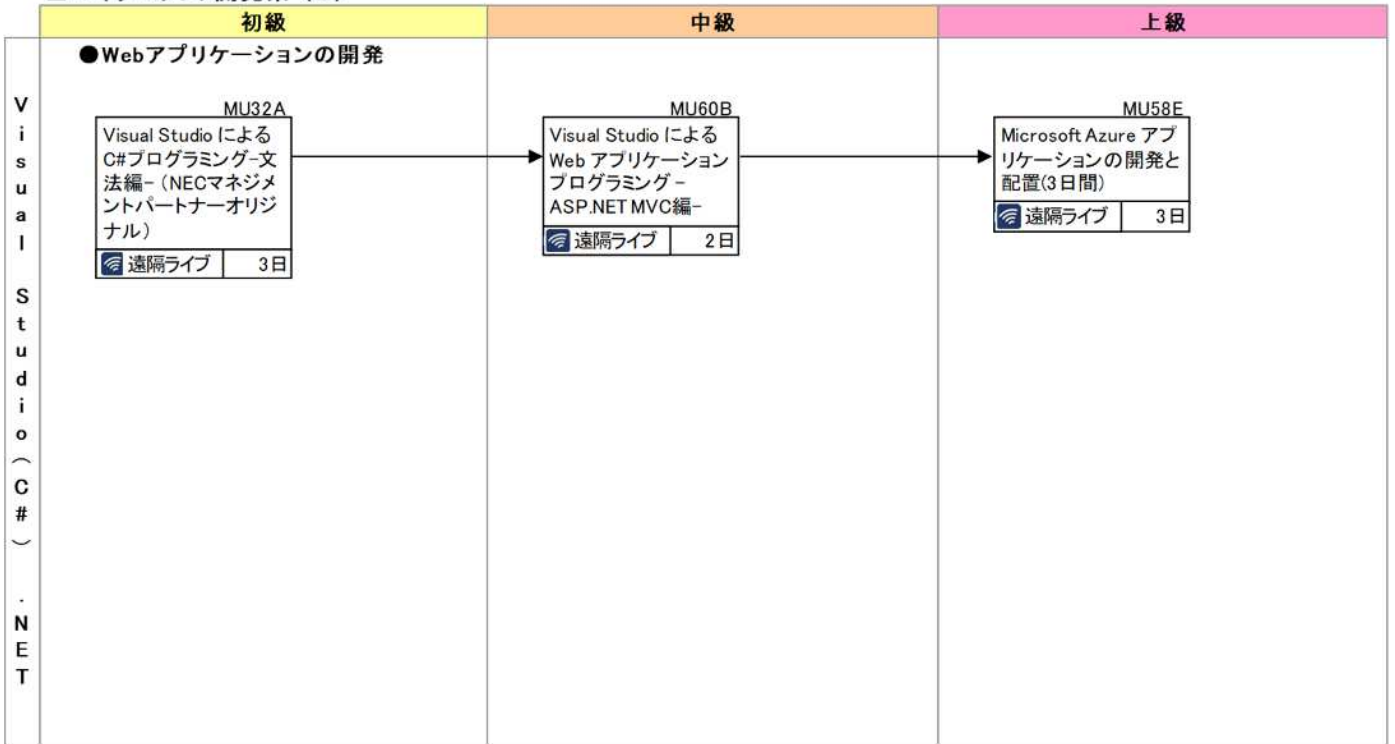 初級
中級
上級
●Webアプリケーションの開発
Visual Studio(C#) .NET
MU32A
Visual Studio による
C#プログラミング-文
法編-(NECマネジメ
ントパートナーオリジ
ナル)
遠隔ライブ 3日
MU60B
Visual Studio による
Web アプリケーション
プログラミング -
ASP.NET MVC編-
遠隔ライブ 2日
MU58E
Microsoft Azure アプ
リケーションの開発と
配置(3日間)
遠隔ライブ 3日